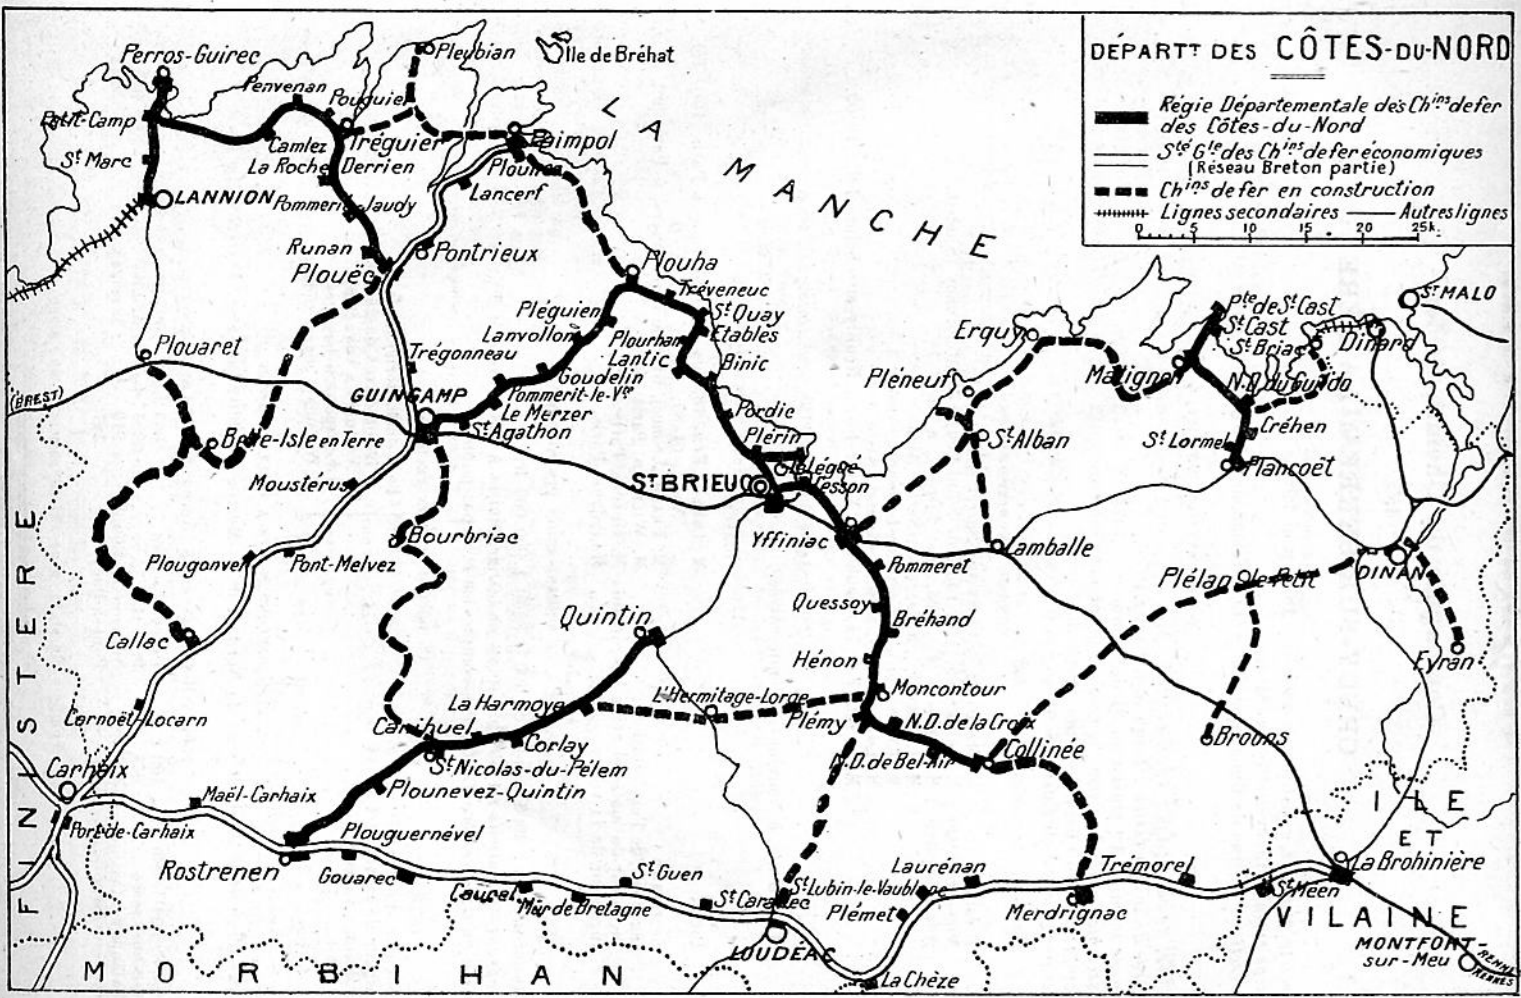 DÉPARTᵀ DES CÔTES-DU-NORD
Régie Départementale des Chⁱⁿˢ de fer
des Côtes-du-Nord
Sᵗᵉ Gˡᵉ des Chⁱⁿˢ de fer économiques
(Réseau Breton partie)
Chⁱⁿˢ de fer en construction
Lignes secondaires
Autres lignes
0 5 10 15 20 25k.
Perros-Guirec
Pleubian
Île de Bréhat
Penvenan
Petit-Camp
Camlez
Tréguier
Paimpol
Sᵗ Marc
La Roche Derrien
Lancerf
LANNION
Pommerit-Jaudy
LA MANCHE
Runan
Pontrieux
Plouëc
Plouha
Tréveneuc
Sᵗ Quay
Etables
Pléguien
Lanvollon
Plourhan
Lantic
Binic
Plouaret
Trégonneau
Goudelin
Pommerit-le-Vᵗᵉ
Le Merzer
Sᵗ Agathon
GUINGAMP
(BREST)
Pordic
Plérin
Le Légué
Cesson
Sᵀ BRIEUC
Belle-Isle en Terre
Moustérus
Erquy
Pléneuf
Sᵗ Alban
Pᵗᵉ de Sᵗ Cast
Sᵗ Cast
Sᵗ Briac
Dinard
Sᵀ MALO
Matignon
N.D. du Guildo
Créhen
Sᵗ Lormel
Plancoët
Bourbriac
Plougonver
Pont-Melvez
Yffiniac
Lamballe
Pommeret
Plélan-le-Petit
DINAN
Quessoy
Bréhand
Quintin
Callac
Hénon
Evran
Moncontour
L'Hermitage-Lorge
La Harmoye
Plémy
N.D. de la Croix
Carnoët-Locarn
Canihuel
Corlay
N.D. de Bel-Air
Collinée
Broons
Sᵗ Nicolas-du-Pélem
Plounevez-Quintin
Carhaix
Maël-Carhaix
Port-de-Carhaix
Plouguernével
Rostrenen
Gouarec
Caurel
Mûr de Bretagne
Sᵗ Guen
Sᵗ Caradec
LOUDÉAC
Sᵗ Lubin-le-Vaublanc
Plémet
Laurénan
Merdrignac
Trémorel
Sᵗ Méen
La Brohinière
La Chèze
ILLE
ET
VILAINE
MONTFORT-
sur-Meu
RENNES
FINISTERE
MORBIHAN